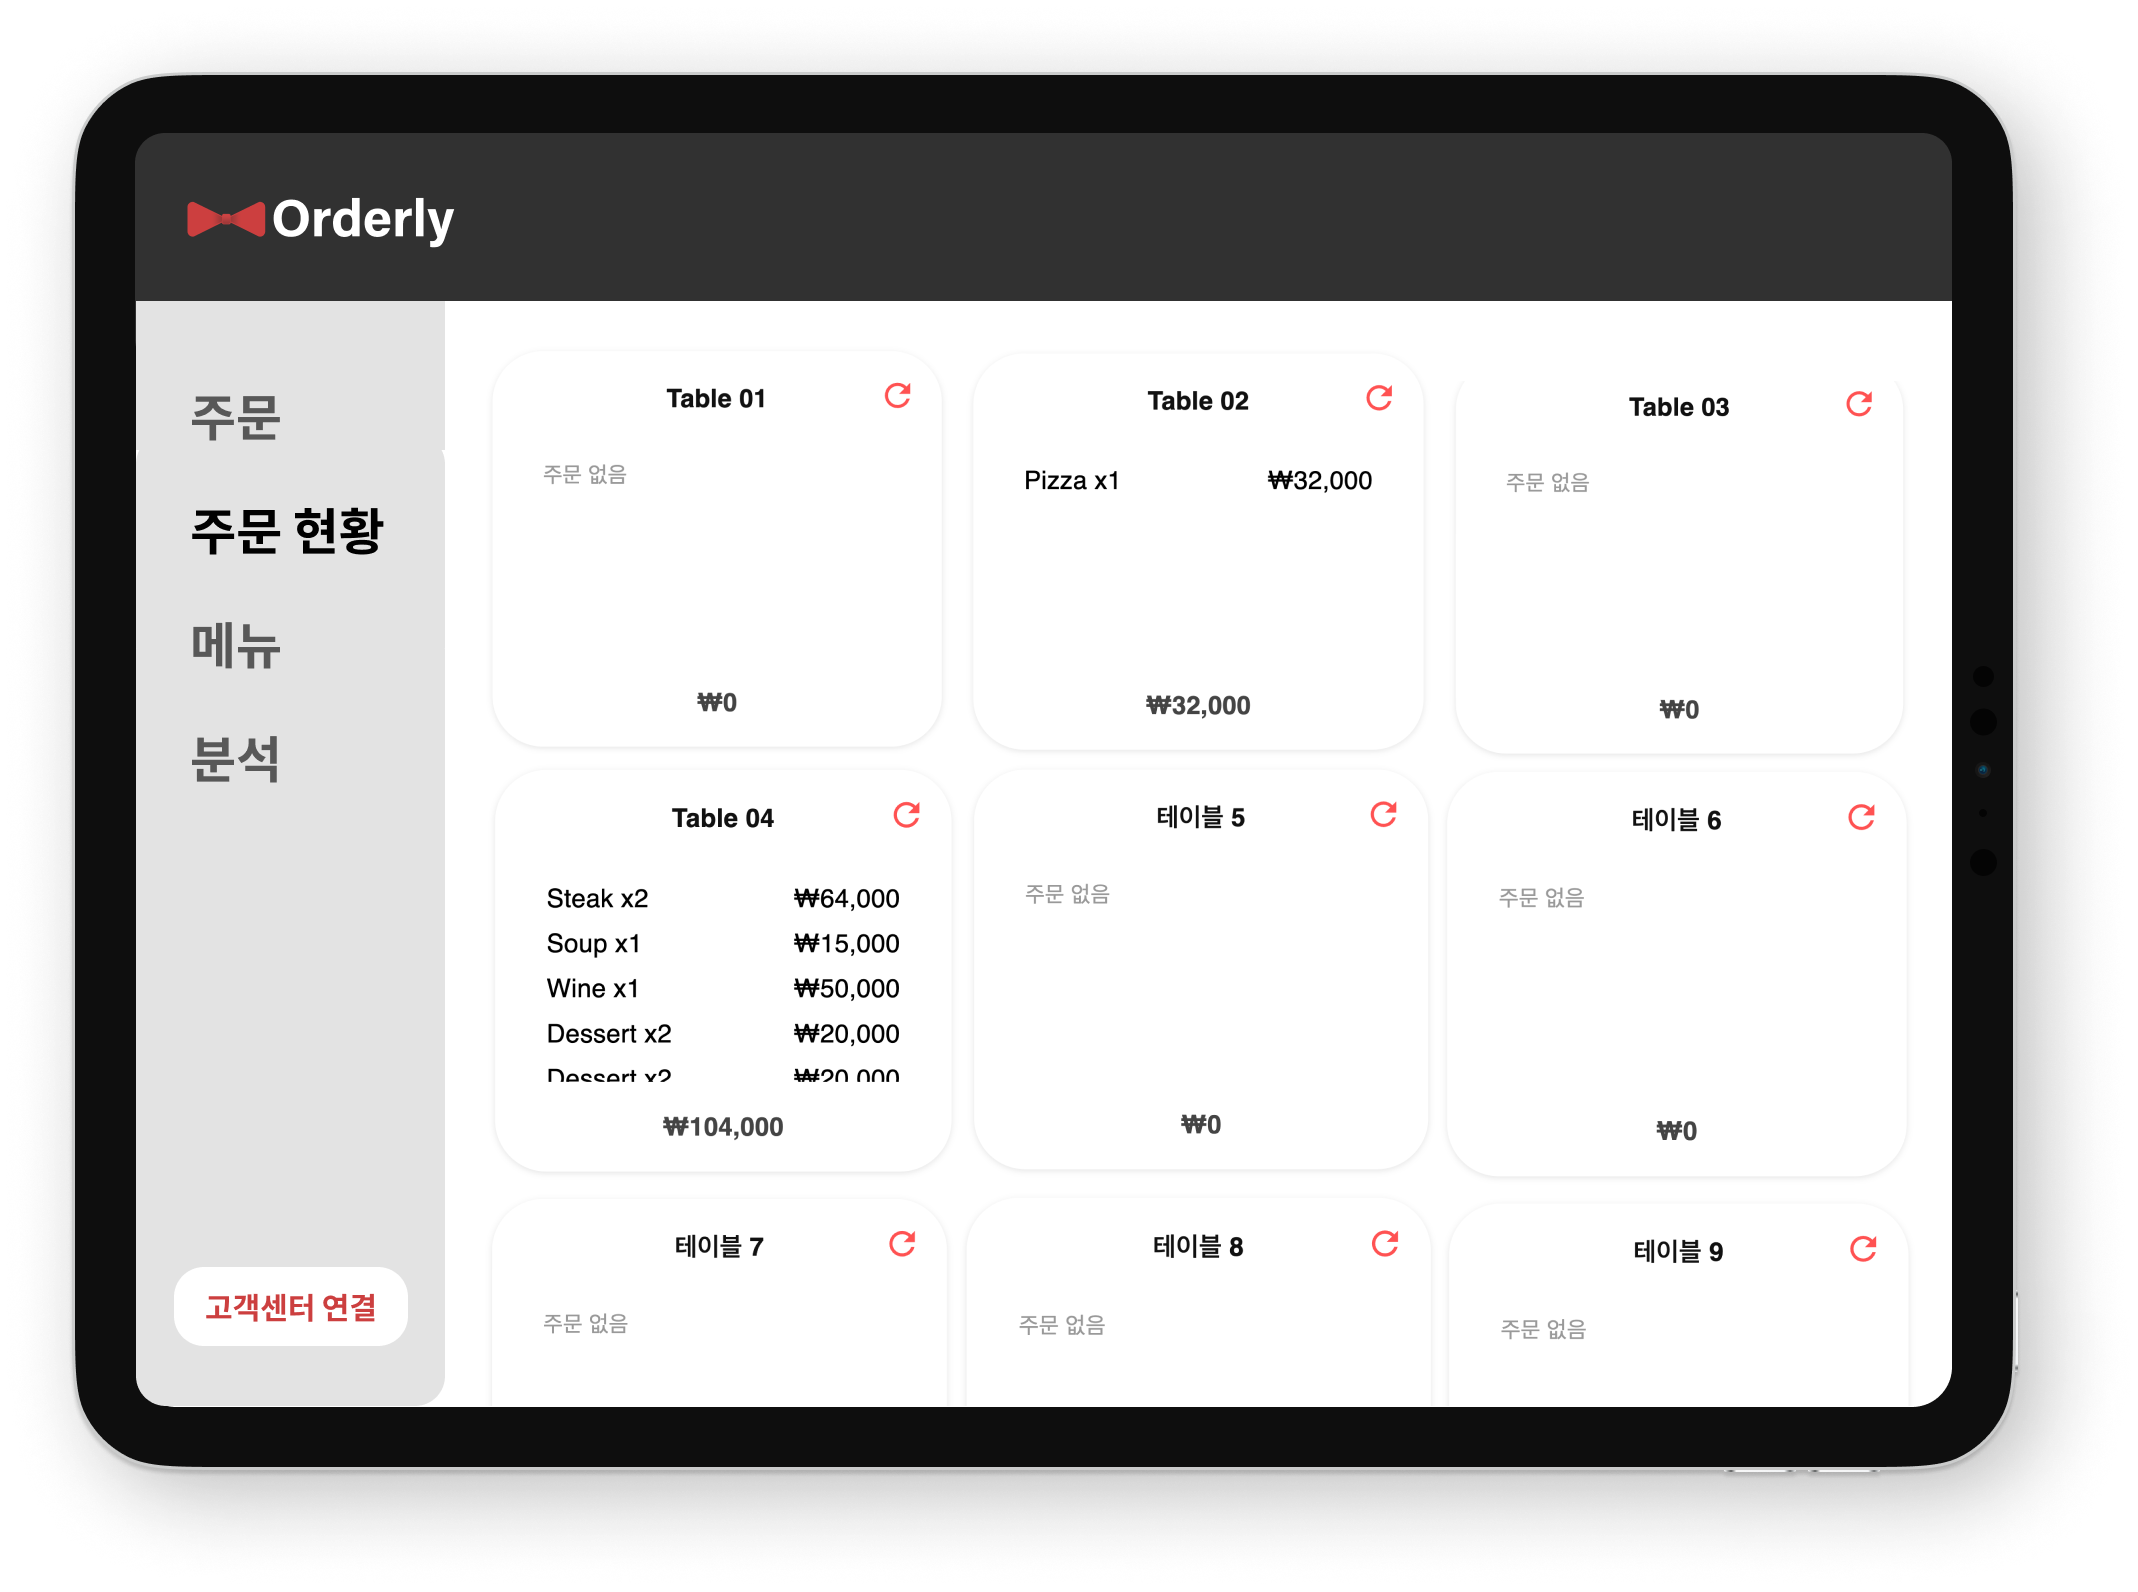 Orderly
주문
주문 현황
메뉴
분석
고객센터 연결
Table 01
주문 없음
₩0
Table 02
Pizza x1 ₩32,000
₩32,000
Table 03
주문 없음
₩0
Table 04
Steak x2 ₩64,000
Soup x1 ₩15,000
Wine x1 ₩50,000
Dessert x2 ₩20,000
Dessert x2 ₩20,000
₩104,000
테이블 5
주문 없음
₩0
테이블 6
주문 없음
₩0
테이블 7
주문 없음
테이블 8
주문 없음
테이블 9
주문 없음